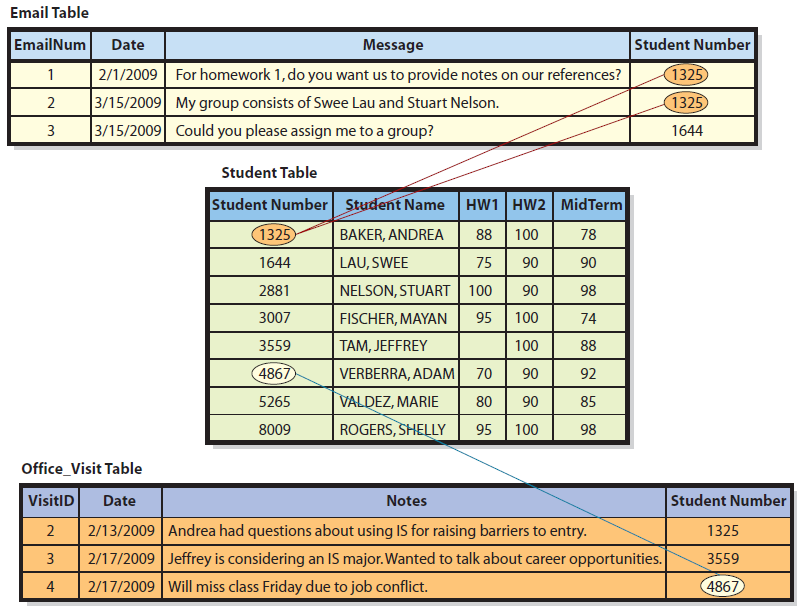 Email Table
EmailNum Date Message Student Number
1 2/1/2009 For homework 1, do you want us to provide notes on our references? 1325
2 3/15/2009 My group consists of Swee Lau and Stuart Nelson. 1325
3 3/15/2009 Could you please assign me to a group? 1644
Student Table
Student Number Student Name HW1 HW2 MidTerm
1325 BAKER, ANDREA 88 100 78
1644 LAU, SWEE 75 90 90
2881 NELSON, STUART 100 90 98
3007 FISCHER, MAYAN 95 100 74
3559 TAM, JEFFREY 100 88
4867 VERBERRA, ADAM 70 90 92
5265 VALDEZ, MARIE 80 90 85
8009 ROGERS, SHELLY 95 100 98
Office_Visit Table
VisitID Date Notes Student Number
2 2/13/2009 Andrea had questions about using IS for raising barriers to entry. 1325
3 2/17/2009 Jeffrey is considering an IS major. Wanted to talk about career opportunities. 3559
4 2/17/2009 Will miss class Friday due to job conflict. 4867